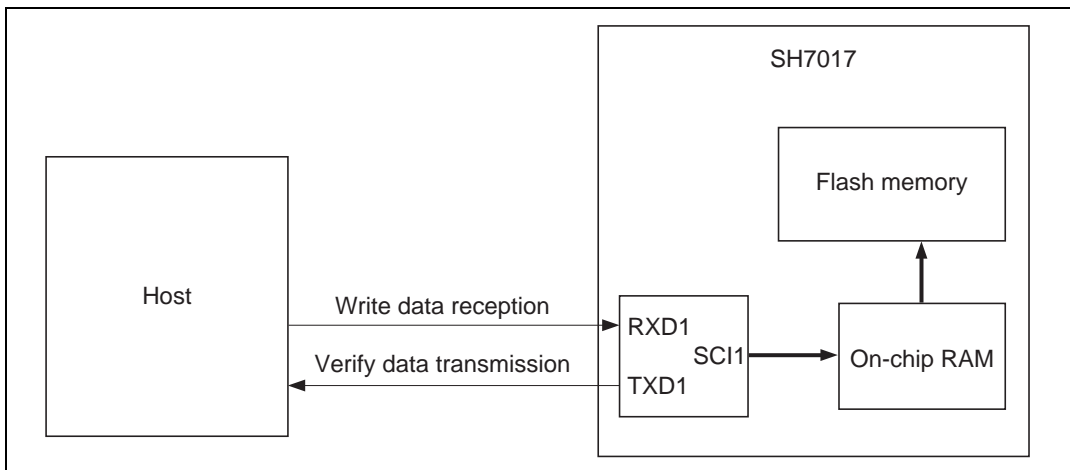 SH7017
Flash memory
Host
Write data reception
Verify data transmission
RXD1
SCI1
TXD1
On-chip RAM